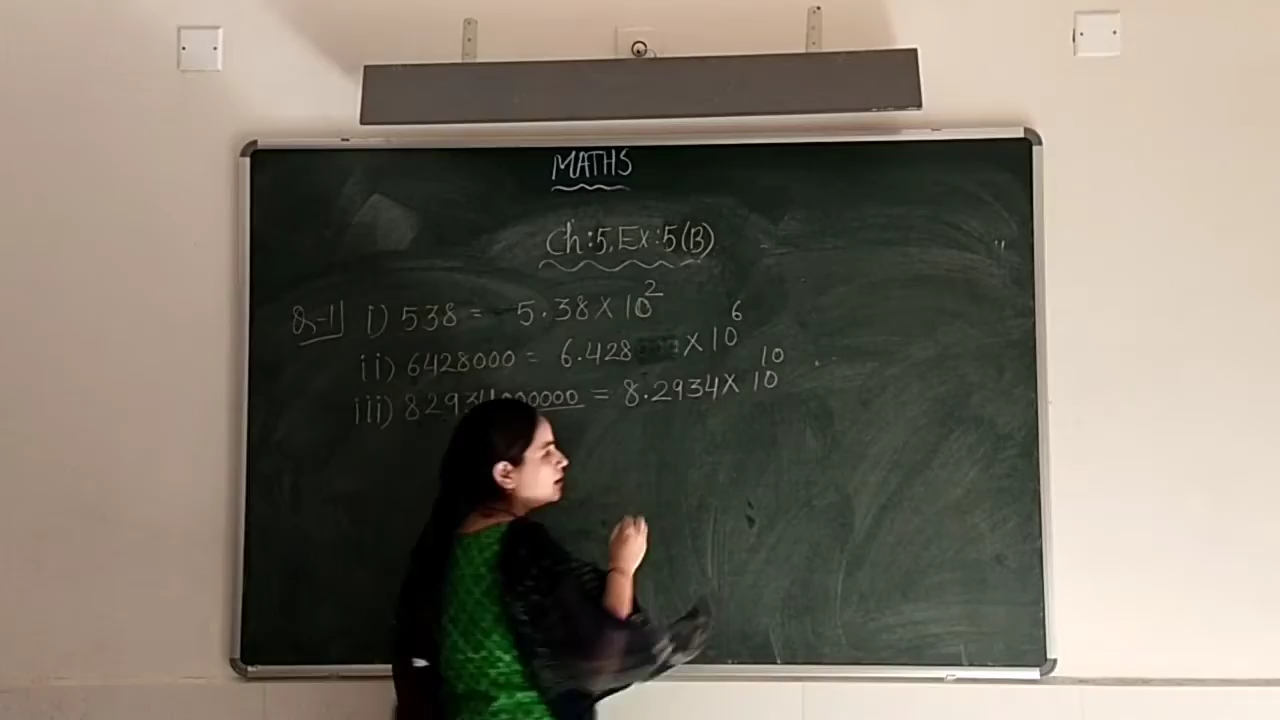 MATHS
Ch:5, Ex:5(B)
Q-1] i) 538 = 5.38 X 10²
ii) 6428000 = 6.428 X 10⁶
iii) = 8.2934 X 10¹⁰